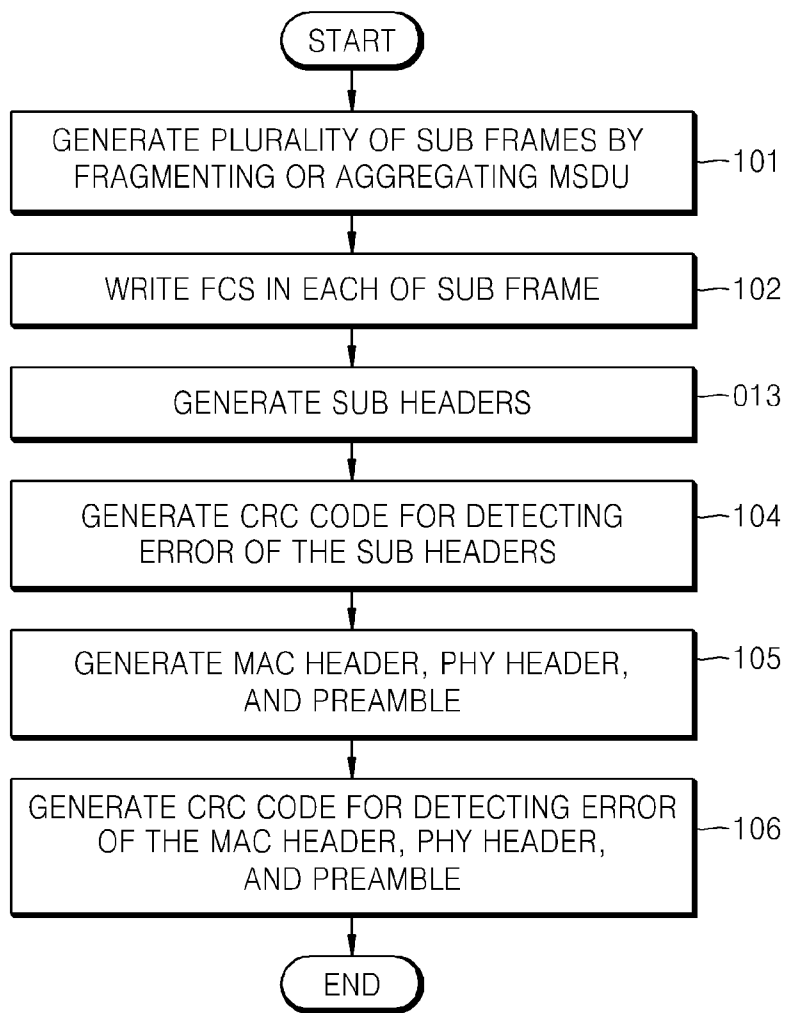 START
GENERATE PLURALITY OF SUB FRAMES BY
FRAGMENTING OR AGGREGATING MSDU
101
WRITE FCS IN EACH OF SUB FRAME
102
GENERATE SUB HEADERS
013
GENERATE CRC CODE FOR DETECTING
ERROR OF THE SUB HEADERS
104
GENERATE MAC HEADER, PHY HEADER,
AND PREAMBLE
105
GENERATE CRC CODE FOR DETECTING ERROR
OF THE MAC HEADER, PHY HEADER,
AND PREAMBLE
106
END